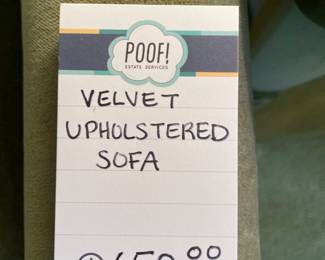 POOF!
ESTATE SERVICES
VELVET
UPHOLSTERED
SOFA